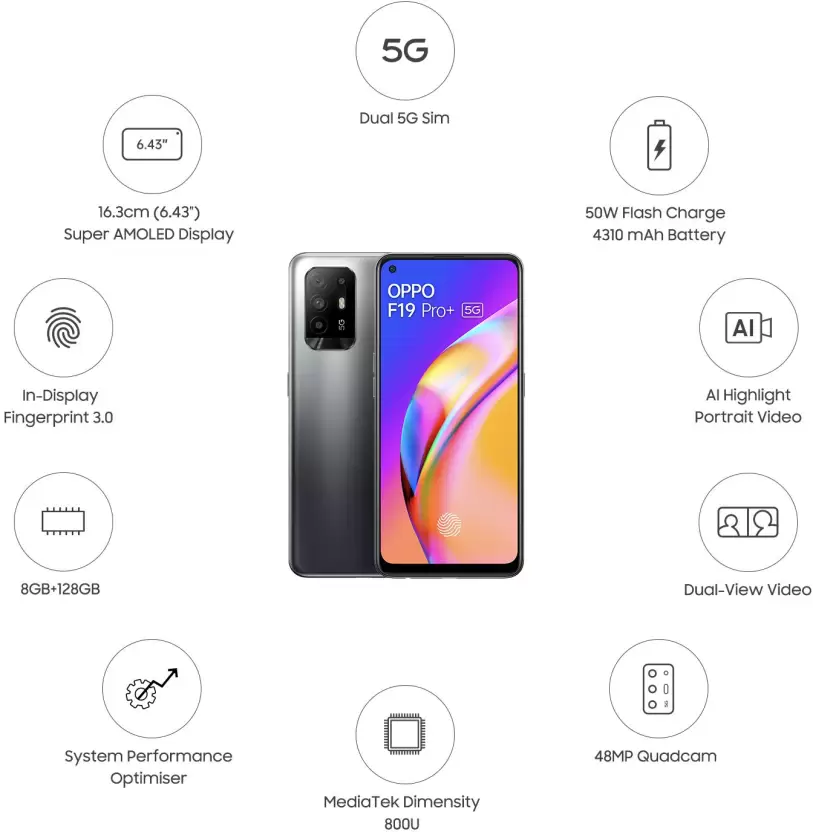 5G
Dual 5G Sim
6.43"
16.3cm (6.43")
Super AMOLED Display
50W Flash Charge
4310 mAh Battery
OPPO
F19 Pro+ 5G
5G
In-Display
Fingerprint 3.0
AI
AI Highlight
Portrait Video
8GB+128GB
Dual-View Video
System Performance
Optimiser
5G
48MP Quadcam
MediaTek Dimensity
800U